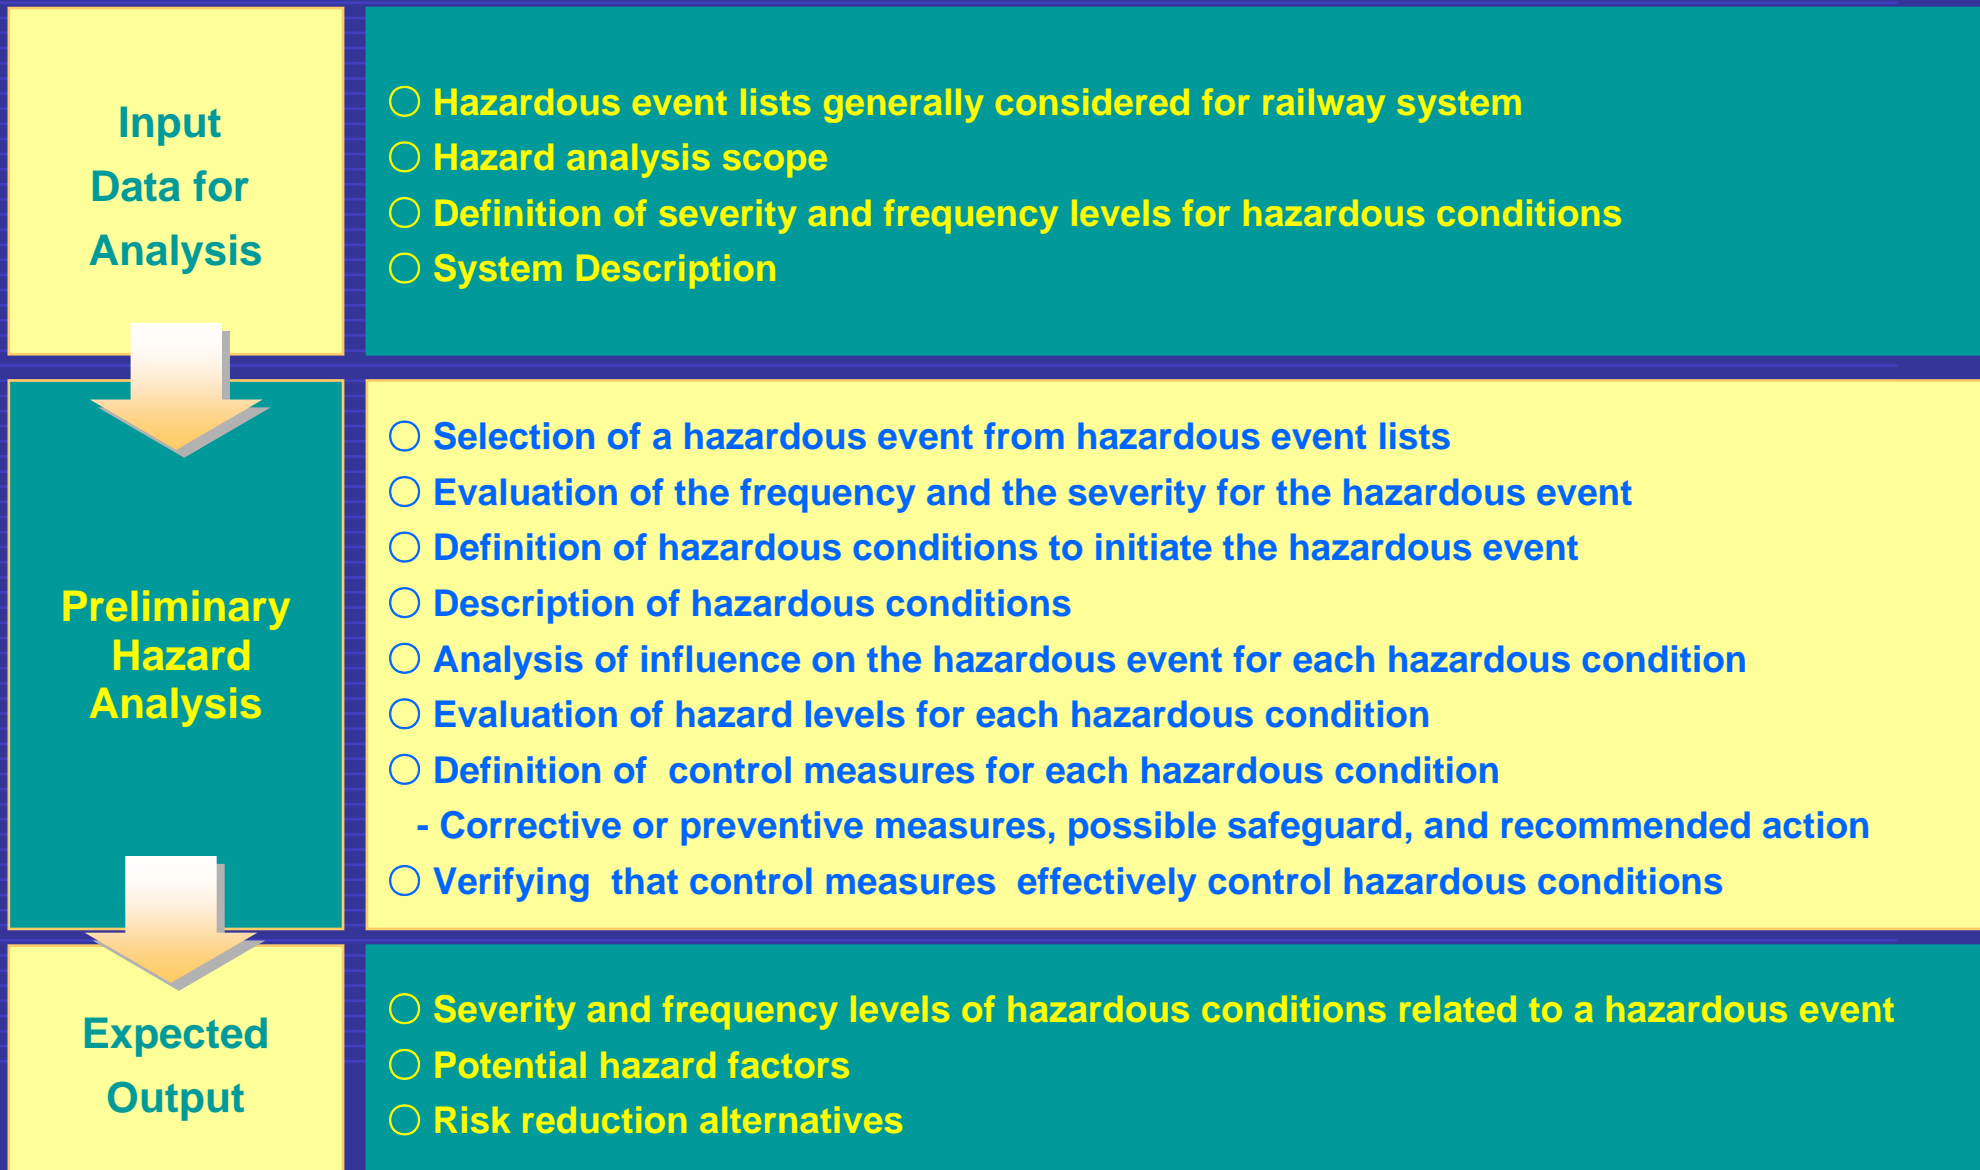 Input
Data for
Analysis
○ Hazardous event lists generally considered for railway system
○ Hazard analysis scope
○ Definition of severity and frequency levels for hazardous conditions
○ System Description
Preliminary
Hazard
Analysis
○ Selection of a hazardous event from hazardous event lists
○ Evaluation of the frequency and the severity for the hazardous event
○ Definition of hazardous conditions to initiate the hazardous event
○ Description of hazardous conditions
○ Analysis of influence on the hazardous event for each hazardous condition
○ Evaluation of hazard levels for each hazardous condition
○ Definition of  control measures for each hazardous condition
- Corrective or preventive measures, possible safeguard, and recommended action
○ Verifying  that control measures  effectively control hazardous conditions
Expected
Output
○ Severity and frequency levels of hazardous conditions related to a hazardous event
○ Potential hazard factors
○ Risk reduction alternatives